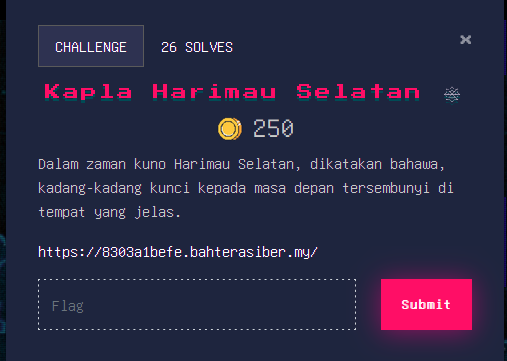 CHALLENGE
26 SOLVES
×
Kapla Harimau Selatan
250
Dalam zaman kuno Harimau Selatan, dikatakan bahawa,
kadang-kadang kunci kepada masa depan tersembunyi di
tempat yang jelas.
https://8303a1befe.bahterasiber.my/
Flag
Submit